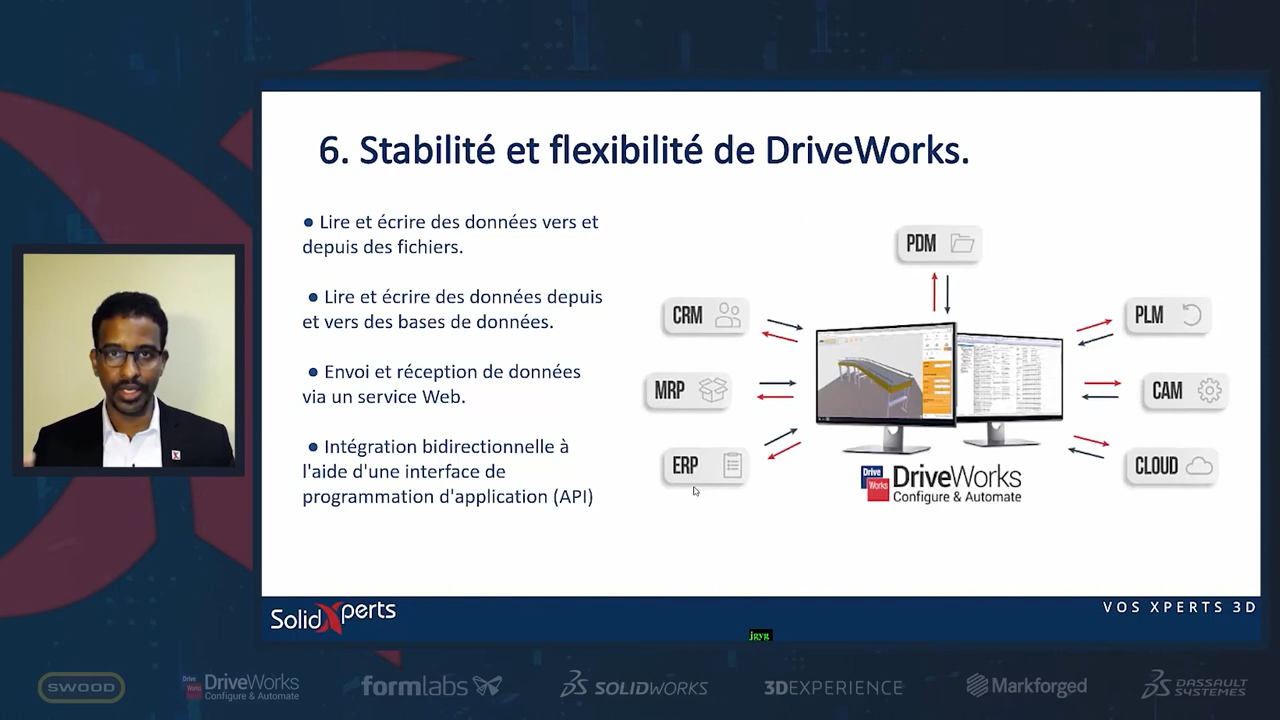 6. Stabilité et flexibilité de DriveWorks.
● Lire et écrire des données vers et
depuis des fichiers.
● Lire et écrire des données depuis
et vers des bases de données.
● Envoi et réception de données
via un service Web.
● Intégration bidirectionnelle à
l'aide d'une interface de
programmation d'application (API)
PDM
CRM
PLM
MRP
CAM
ERP
CLOUD
Drive
Works
DriveWorks
Configure & Automate
SolidXperts
VOS XPERTS 3D
jgyg
SWOOD
Drive
Works
DriveWorks
Configure & Automate
formlabs
SOLIDWORKS
3DEXPERIENCE
Markforged
DASSAULT
SYSTEMES